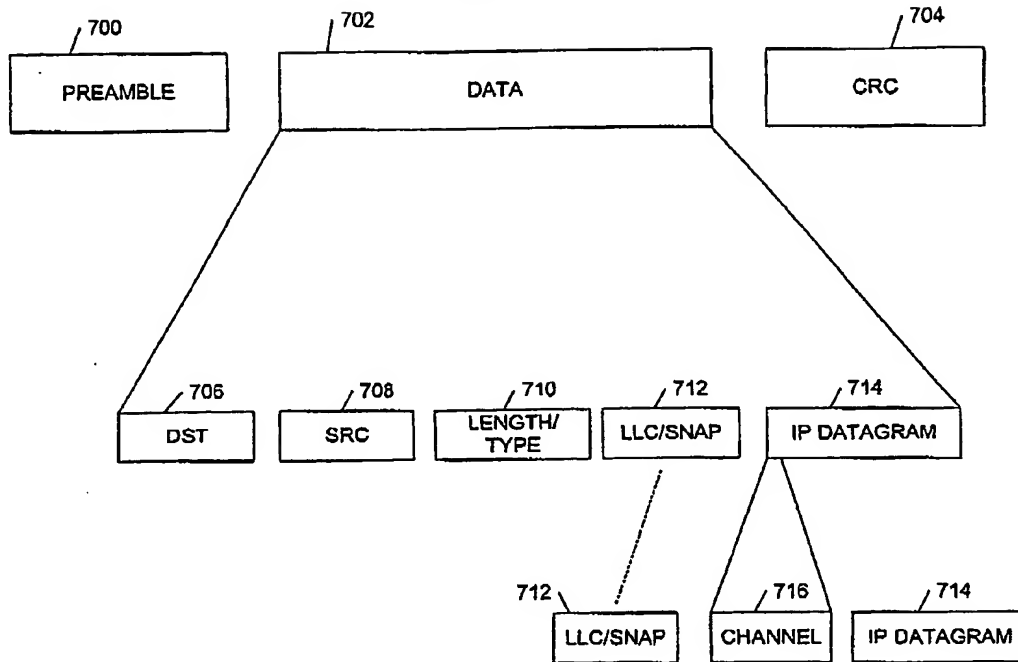 700
702
704
PREAMBLE
DATA
CRC
706
708
710
712
714
DST
SRC
LENGTH/
TYPE
LLC/SNAP
IP DATAGRAM
712
716
714
LLC/SNAP
CHANNEL
IP DATAGRAM